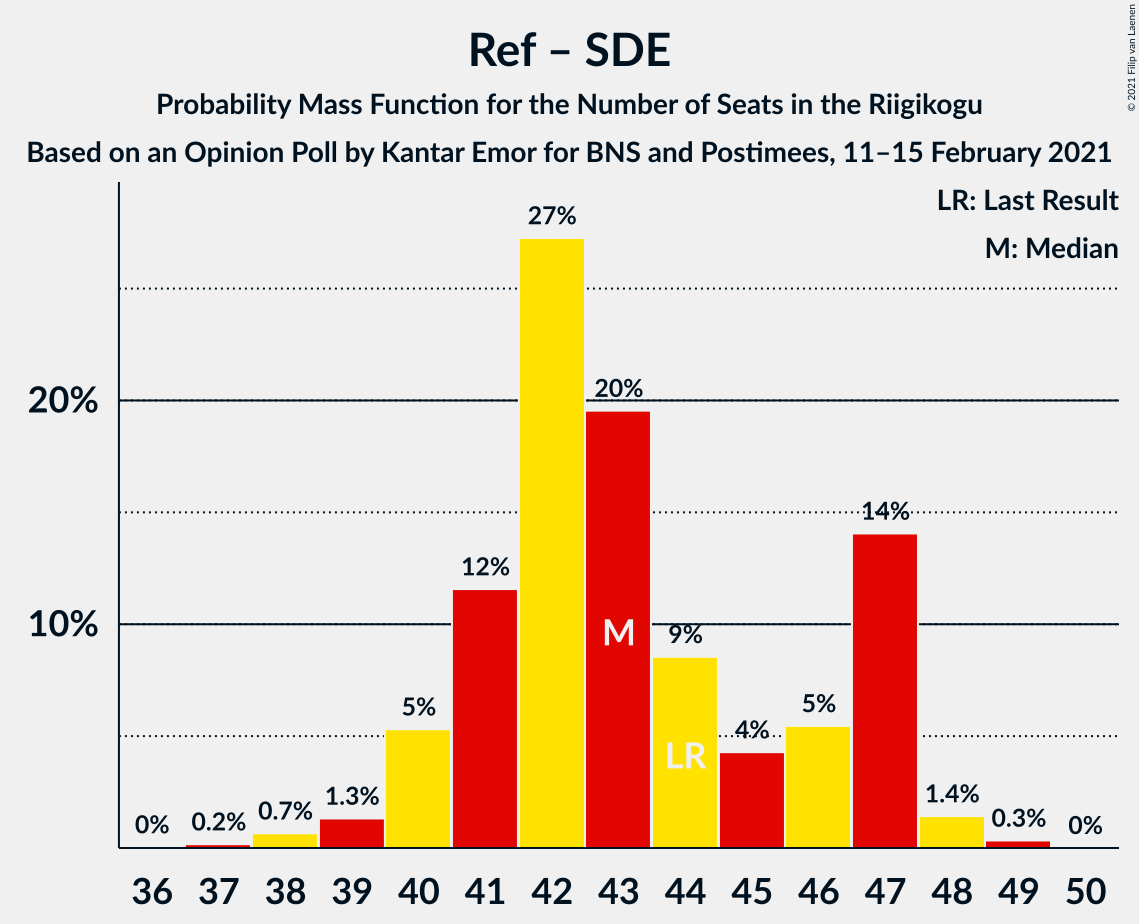 Ref – SDE
Probability Mass Function for the Number of Seats in the Riigikogu
Based on an Opinion Poll by Kantar Emor for BNS and Postimees, 11–15 February 2021
© 2021 Filip van Laenen
LR: Last Result
M: Median
27%
20%
20%
14%
12%
10%
M
9%
5%
5%
4%
LR
1.3%
1.4%
0.7%
0.2%
0.3%
0%
0%
36 37 38 39 40 41 42 43 44 45 46 47 48 49 50